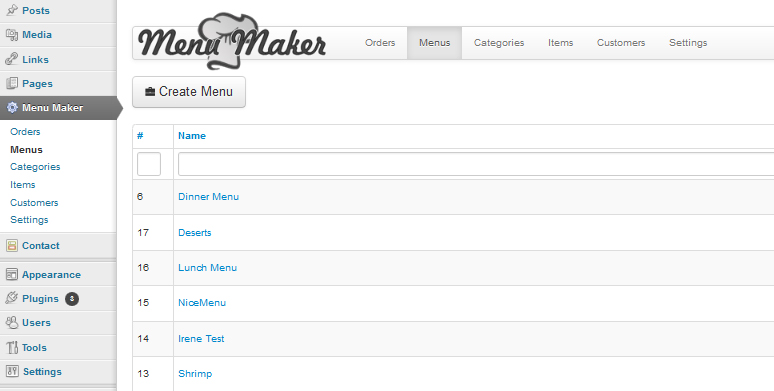 Posts
Media
Links
Pages
Menu Maker
Orders
Menus
Categories
Items
Customers
Settings
Contact
Appearance
Plugins 3
Users
Tools
Settings
Menu Maker
Orders Menus Categories Items Customers Settings
Create Menu
# Name
6 Dinner Menu
17 Deserts
16 Lunch Menu
15 NiceMenu
14 Irene Test
13 Shrimp